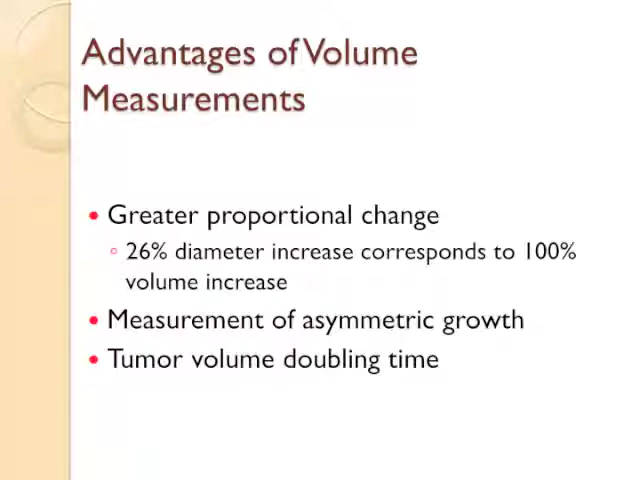 Advantages of Volume
Measurements
• Greater proportional change
◦ 26% diameter increase corresponds to 100%
volume increase
• Measurement of asymmetric growth
• Tumor volume doubling time